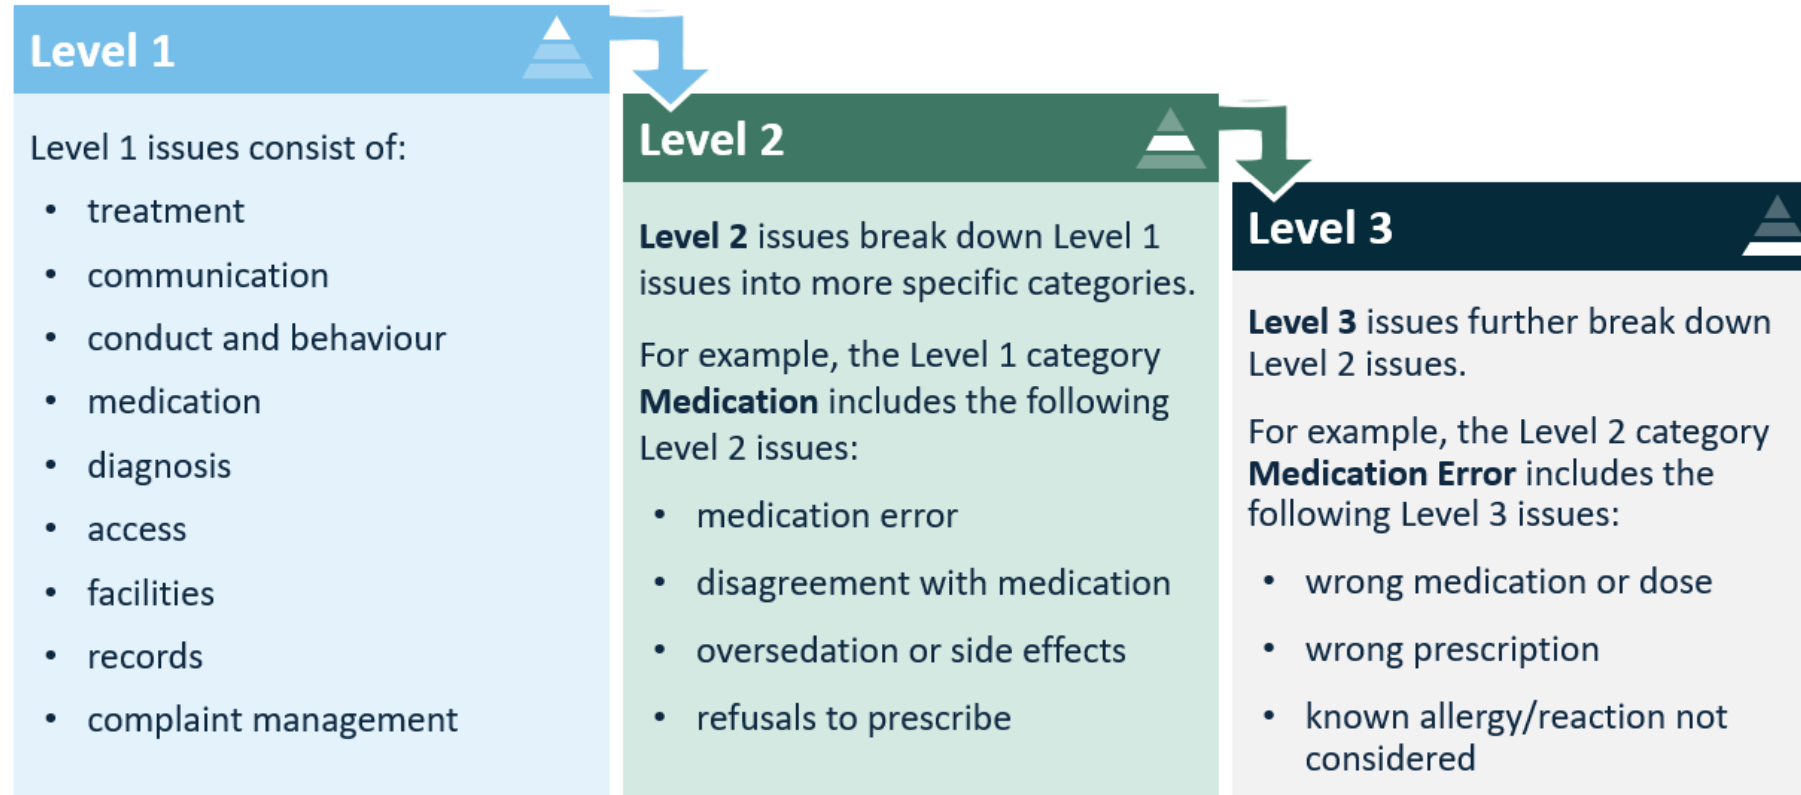 Level 1
Level 1 issues consist of:
• treatment
• communication
• conduct and behaviour
• medication
• diagnosis
• access
• facilities
• records
• complaint management
Level 2
Level 2 issues break down Level 1
issues into more specific categories.
For example, the Level 1 category
Medication includes the following
Level 2 issues:
• medication error
• disagreement with medication
• oversedation or side effects
• refusals to prescribe
Level 3
Level 3 issues further break down
Level 2 issues.
For example, the Level 2 category
Medication Error includes the
following Level 3 issues:
• wrong medication or dose
• wrong prescription
• known allergy/reaction not
considered